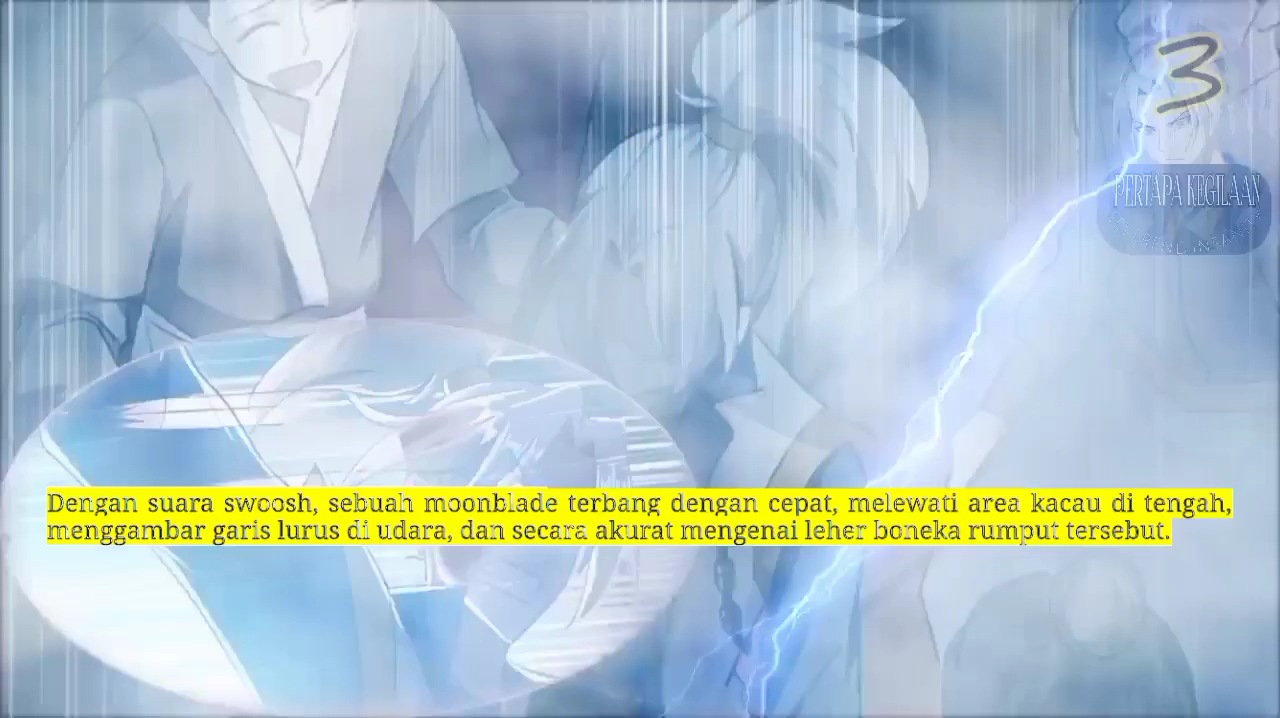 3
PERTAPA KEGILAAN
Dengan suara swoosh, sebuah moonblade terbang dengan cepat, melewati area kacau di tengah,
menggambar garis lurus di udara, dan secara akurat mengenai leher boneka rumput tersebut.